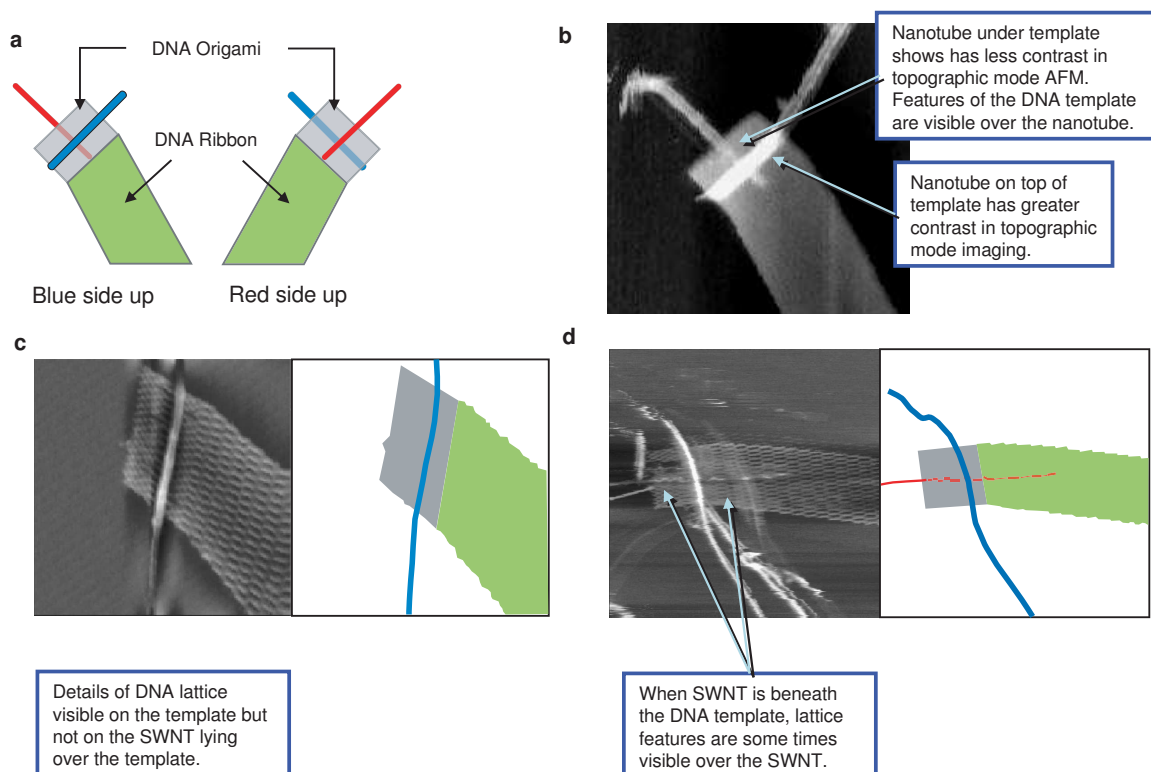 a
DNA Origami
DNA Ribbon
Blue side up
Red side up
b
Nanotube under template
shows has less contrast in
topographic mode AFM.
Features of the DNA template
are visible over the nanotube.
Nanotube on top of
template has greater
contrast in topographic
mode imaging.
c
Details of DNA lattice
visible on the template but
not on the SWNT lying
over the template.
d
When SWNT is beneath
the DNA template, lattice
features are some times
visible over the SWNT.